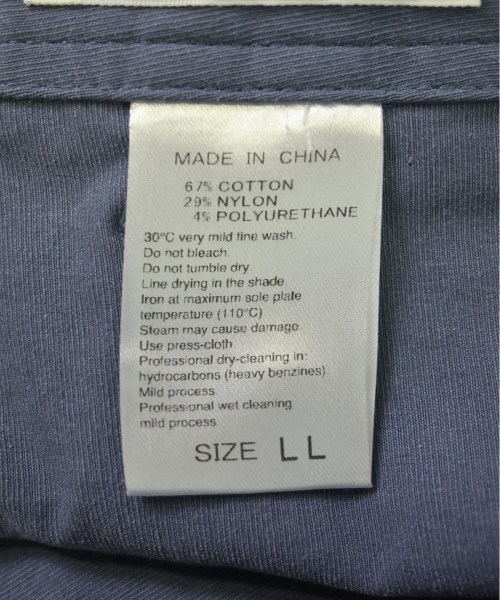 MADE IN CHINA
67% COTTON
29% NYLON
4% POLYURETHANE
30°C very mild fine wash.
Do not bleach.
Do not tumble dry
Line drying in the shade
Iron at maximum sole plate
temperature (110°C)
Steam may cause damage.
Use press-cloth.
Professional dry-cleaning in:
hydrocarbons (heavy benzines).
Mild process.
Professional wet cleaning
mild process.
SIZE LL